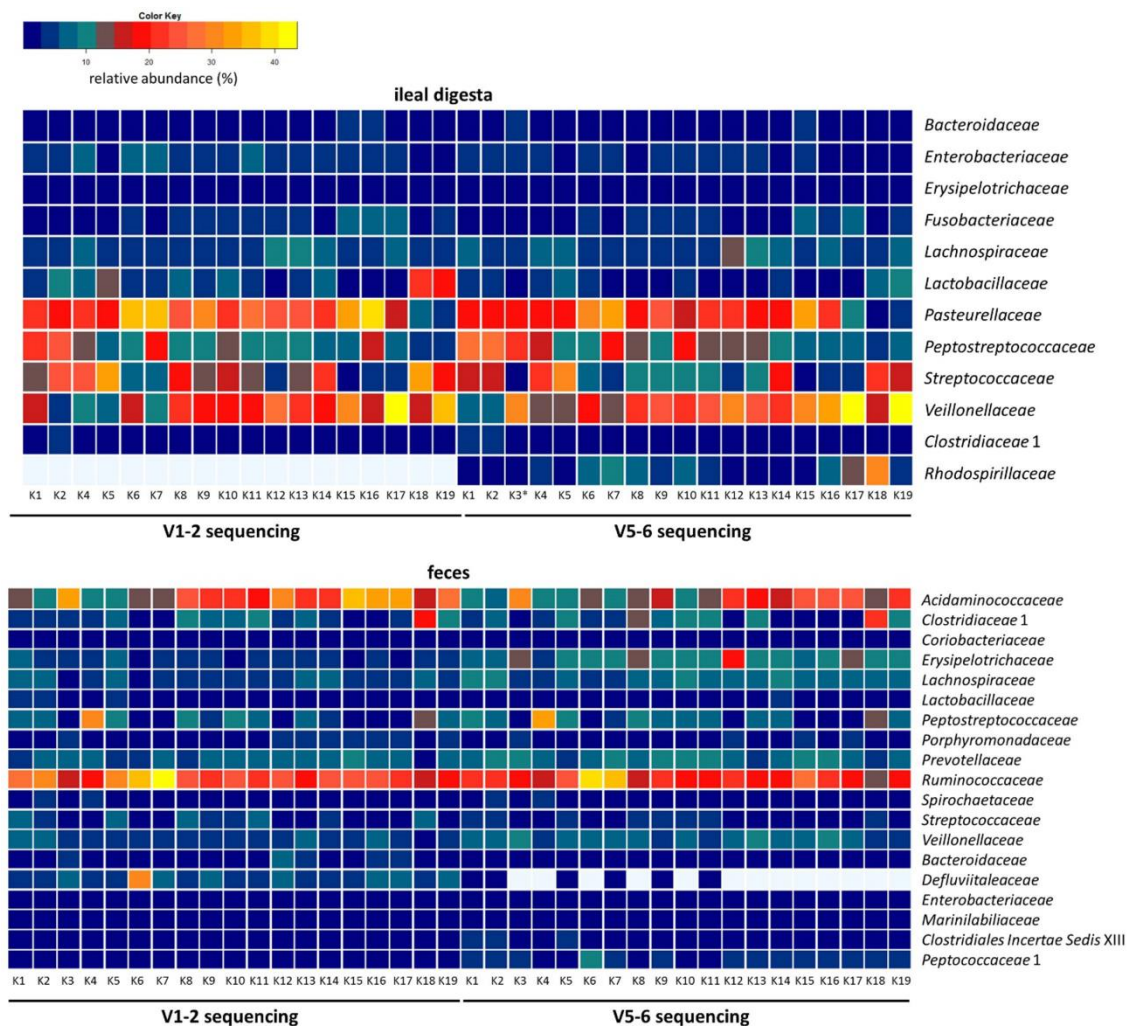 Color Key
10 20 30 40
relative abundance (%)
ileal digesta
Bacteroidaceae
Enterobacteriaceae
Erysipelotrichaceae
Fusobacteriaceae
Lachnospiraceae
Lactobacillaceae
Pasteurellaceae
Peptostreptococcaceae
Streptococcaceae
Veillonellaceae
Clostridiaceae 1
Rhodospirillaceae
K1 K2 K4 K5 K6 K7 K8 K9 K10 K11 K12 K13 K14 K15 K16 K17 K18 K19 K1 K2 K3* K4 K5 K6 K7 K8 K9 K10 K11 K12 K13 K14 K15 K16 K17 K18 K19
V1-2 sequencing V5-6 sequencing
feces
Acidaminococcaceae
Clostridiaceae 1
Coriobacteriaceae
Erysipelotrichaceae
Lachnospiraceae
Lactobacillaceae
Peptostreptococcaceae
Porphyromonadaceae
Prevotellaceae
Ruminococcaceae
Spirochaetaceae
Streptococcaceae
Veillonellaceae
Bacteroidaceae
Defluviitaleaceae
Enterobacteriaceae
Marinilabiliaceae
Clostridiales Incertae Sedis XIII
Peptococcaceae 1
K1 K2 K3 K4 K5 K6 K7 K8 K9 K10 K11 K12 K13 K14 K15 K16 K17 K18 K19 K1 K2 K3 K4 K5 K6 K7 K8 K9 K10 K11 K12 K13 K14 K15 K16 K17 K18 K19
V1-2 sequencing V5-6 sequencing